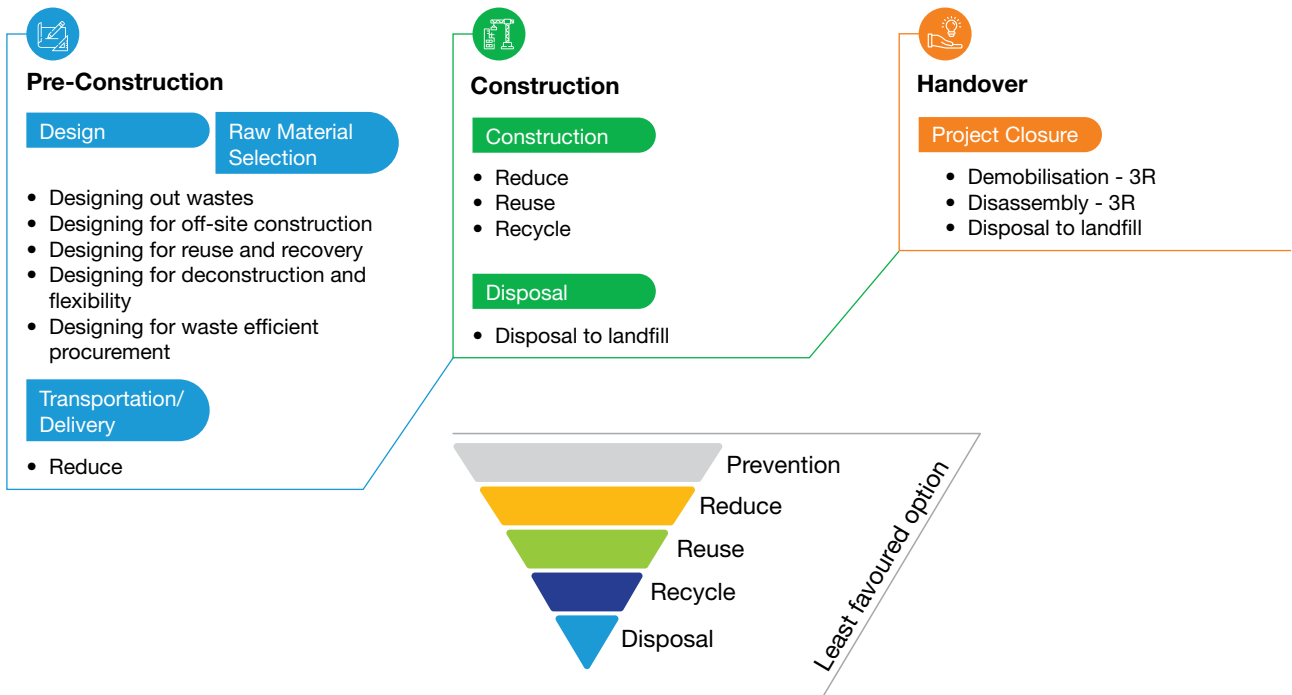 Pre-Construction
Design
Raw Material
Selection
• Designing out wastes
• Designing for off-site construction
• Designing for reuse and recovery
• Designing for deconstruction and
flexibility
• Designing for waste efficient
procurement
Transportation/
Delivery
• Reduce
Construction
Construction
• Reduce
• Reuse
• Recycle
Disposal
• Disposal to landfill
Handover
Project Closure
• Demobilisation - 3R
• Disassembly - 3R
• Disposal to landfill
Prevention
Reduce
Reuse
Recycle
Disposal
Least favoured option